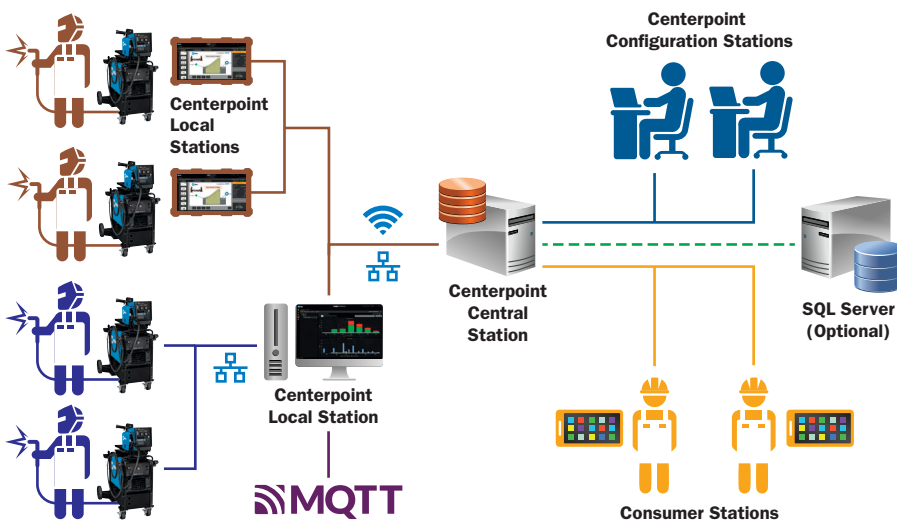 Centerpoint
Configuration Stations
Centerpoint
Local
Stations
Centerpoint
Central
Station
SQL Server
(Optional)
Centerpoint
Local Station
MQTT
Consumer Stations